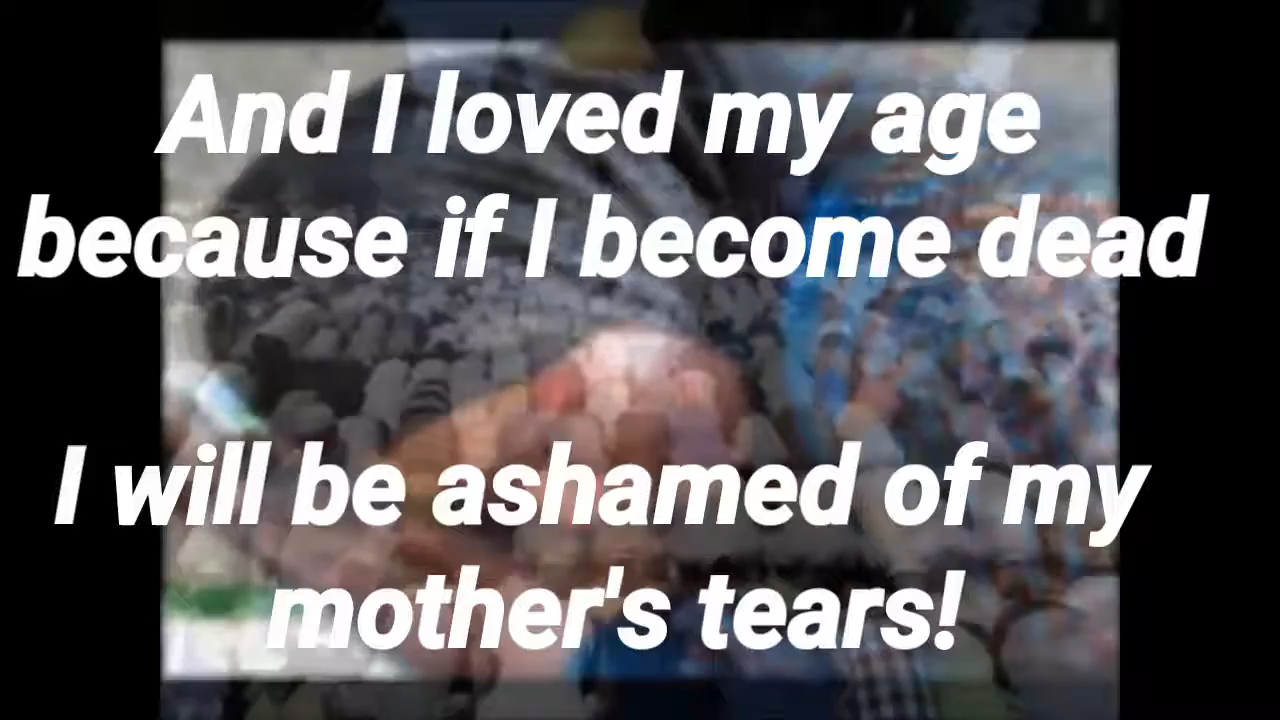 And I loved my age
because if I become dead
I will be ashamed of my
mother's tears!